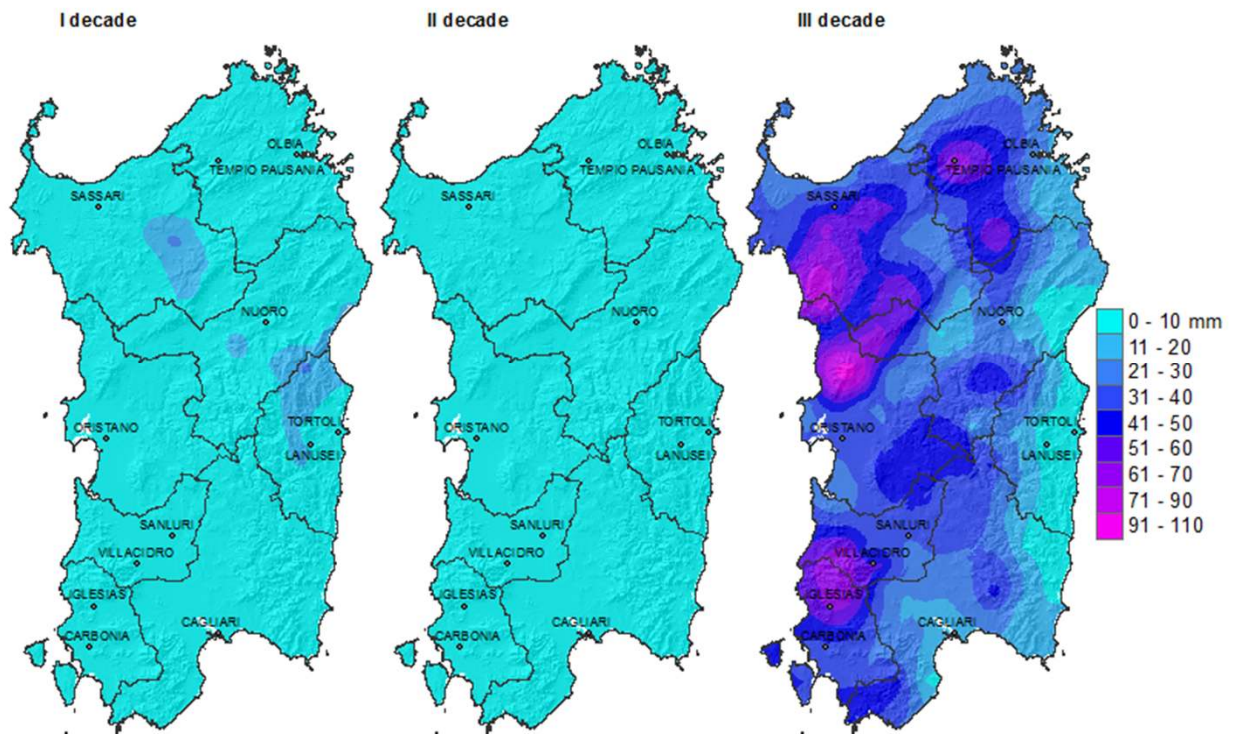 I decade
II decade
III decade
OLBIA
TEMPIO PAUSANIA
SASSARI
NUORO
ORISTANO
TORTOLI
LANUSEI
SANLURI
VILLACIDRO
IGLESIAS
CARBONIA
CAGLIARI
OLBIA
TEMPIO PAUSANIA
SASSARI
NUORO
ORISTANO
TORTOLI
LANUSEI
SANLURI
VILLACIDRO
IGLESIAS
CARBONIA
CAGLIARI
OLBIA
TEMPIO PAUSANIA
SASSARI
NUORO
ORISTANO
TORTOLI
LANUSEI
SANLURI
VILLACIDRO
IGLESIAS
CARBONIA
CAGLIARI
0 - 10 mm
11 - 20
21 - 30
31 - 40
41 - 50
51 - 60
61 - 70
71 - 90
91 - 110